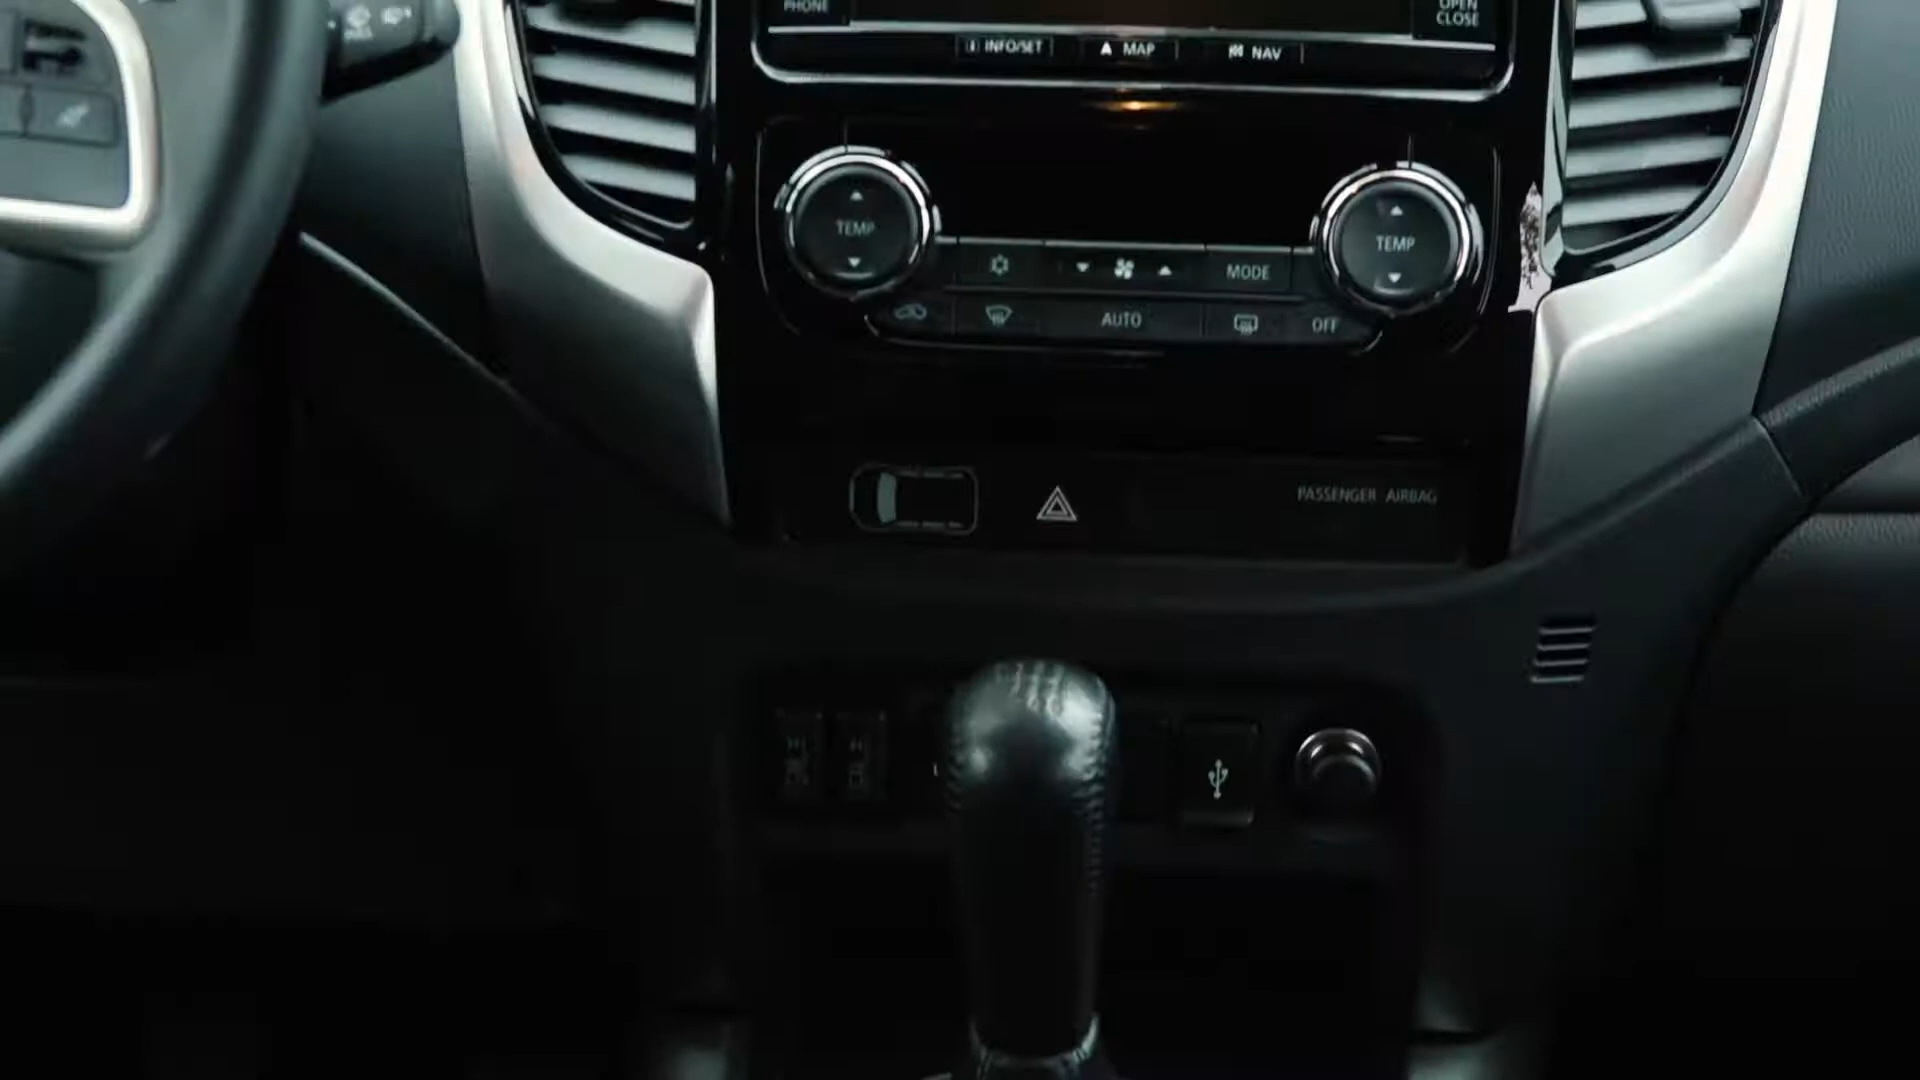 PHONE
OPEN
CLOSE
INFO/SET
MAP
NAV
TEMP
TEMP
MODE
AUTO
OFF
PASSENGER AIRBAG